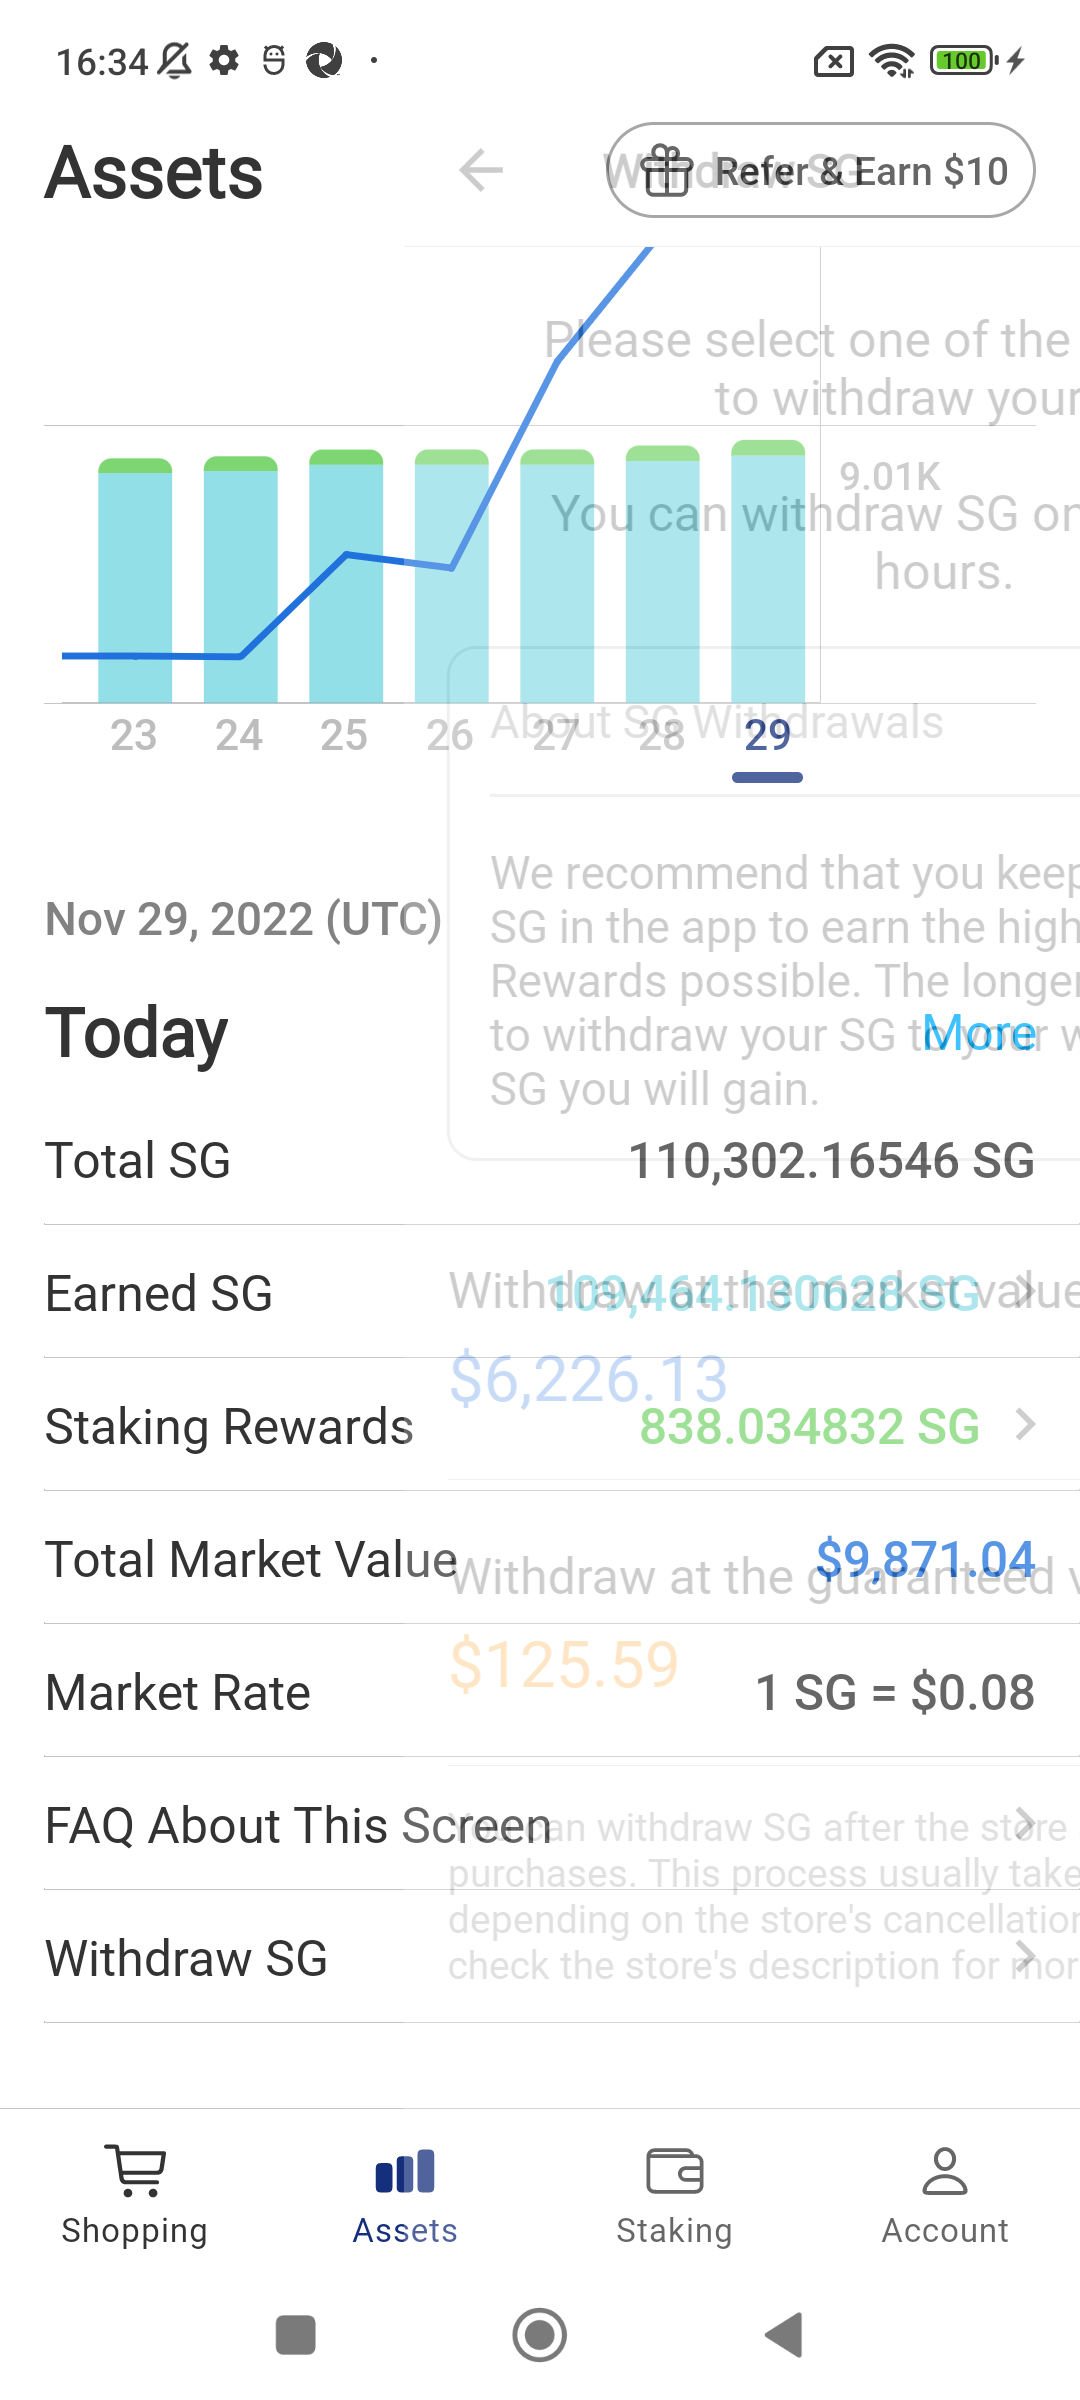 16:34
100
Assets
Withdraw SG
Refer & Earn $10
Please select one of the
to withdraw your
9.01K
You can withdraw SG on
hours.
23 24 25 26 27 28 29
About SG Withdrawals
We recommend that you keep
Nov 29, 2022 (UTC)
SG in the app to earn the high
Rewards possible. The longer
Today
to withdraw your SG to your w
More
SG you will gain.
Total SG 110,302.16546 SG
Earned SG 109,464.130628 SG
Withdraw at the market value
$6,226.13
Staking Rewards 838.034832 SG
Total Market Value $9,871.04
Withdraw at the guaranteed v
$125.59
Market Rate 1 SG = $0.08
FAQ About This Screen
You can withdraw SG after the store
purchases. This process usually take
depending on the store's cancellation
Withdraw SG
check the store's description for mor
Shopping Assets Staking Account